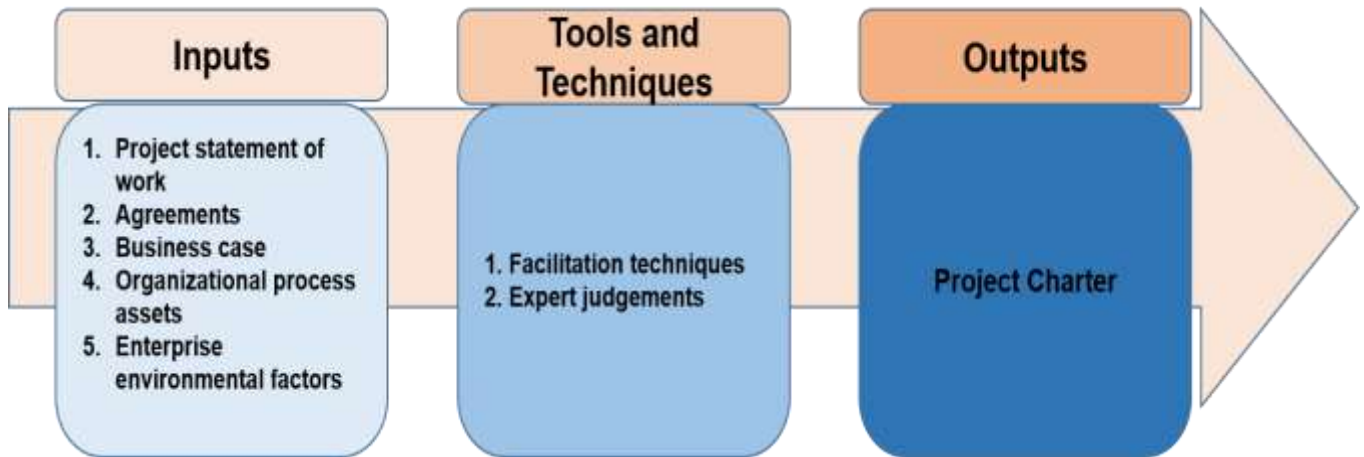 Inputs
1. Project statement of
work
2. Agreements
3. Business case
4. Organizational process
assets
5. Enterprise
environmental factors
Tools and
Techniques
1. Facilitation techniques
2. Expert judgements
Outputs
Project Charter